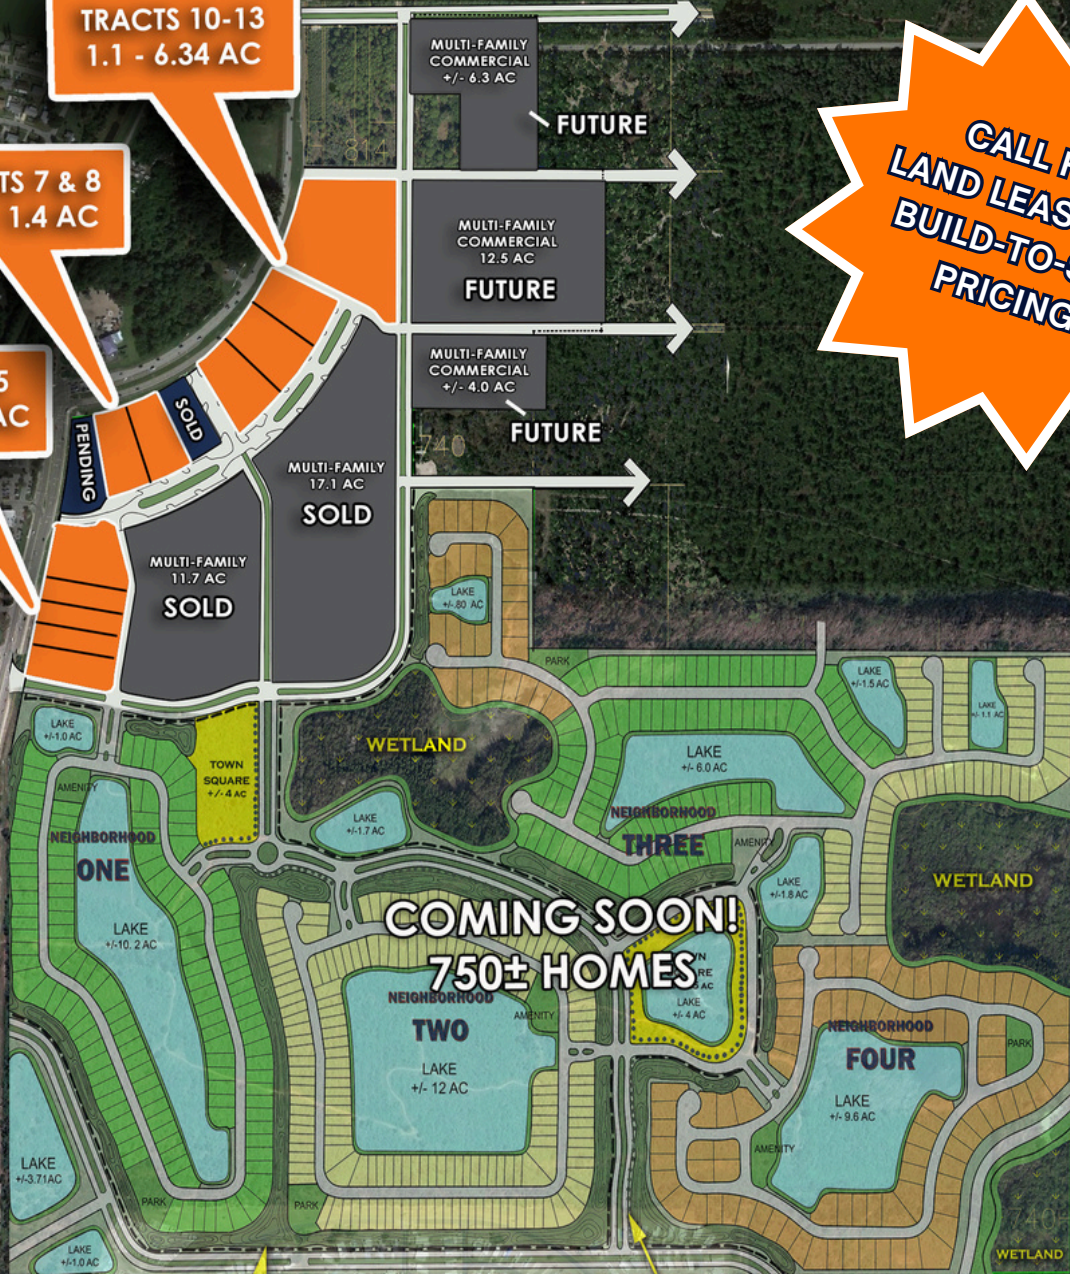 TRACTS 10-13
1.1 - 6.34 AC
MULTI-FAMILY
COMMERCIAL
+/- 6.3 AC
FUTURE
814
CALL
LAND LEAS
BUILD-TO-
PRICING
TS 7 & 8
1.4 AC
MULTI-FAMILY
COMMERCIAL
12.5 AC
FUTURE
5
AC
MULTI-FAMILY
COMMERCIAL
+/- 4.0 AC
FUTURE
SOLD
PENDING
740
MULTI-FAMILY
17.1 AC
SOLD
MULTI-FAMILY
11.7 AC
SOLD
LAKE
+/-.80 AC
PARK
LAKE
+/-1.5 AC
LAKE
+/- 1.1 AC
LAKE
+/-1.0 AC
WETLAND
TOWN
SQUARE
+/- 4 AC
LAKE
+/- 6.0 AC
AMENITY
LAKE
+/-1.7 AC
NEIGHBORHOOD
THREE
NEIGHBORHOOD
ONE
AMENITY
WETLAND
LAKE
+/-1.8 AC
COMING SOON!
750± HOMES
LAKE
+/-10. 2 AC
WN
RE
AC
LAKE
+/- 4 AC
NEIGHBORHOOD
TWO
AMENITY
NEIGHBORHOOD
FOUR
PARK
LAKE
+/- 12 AC
LAKE
+/- 9.6 AC
AMENITY
LAKE
+/-3.71AC
PARK
PARK
740
LAKE
+/-1.0 AC
WETLAND